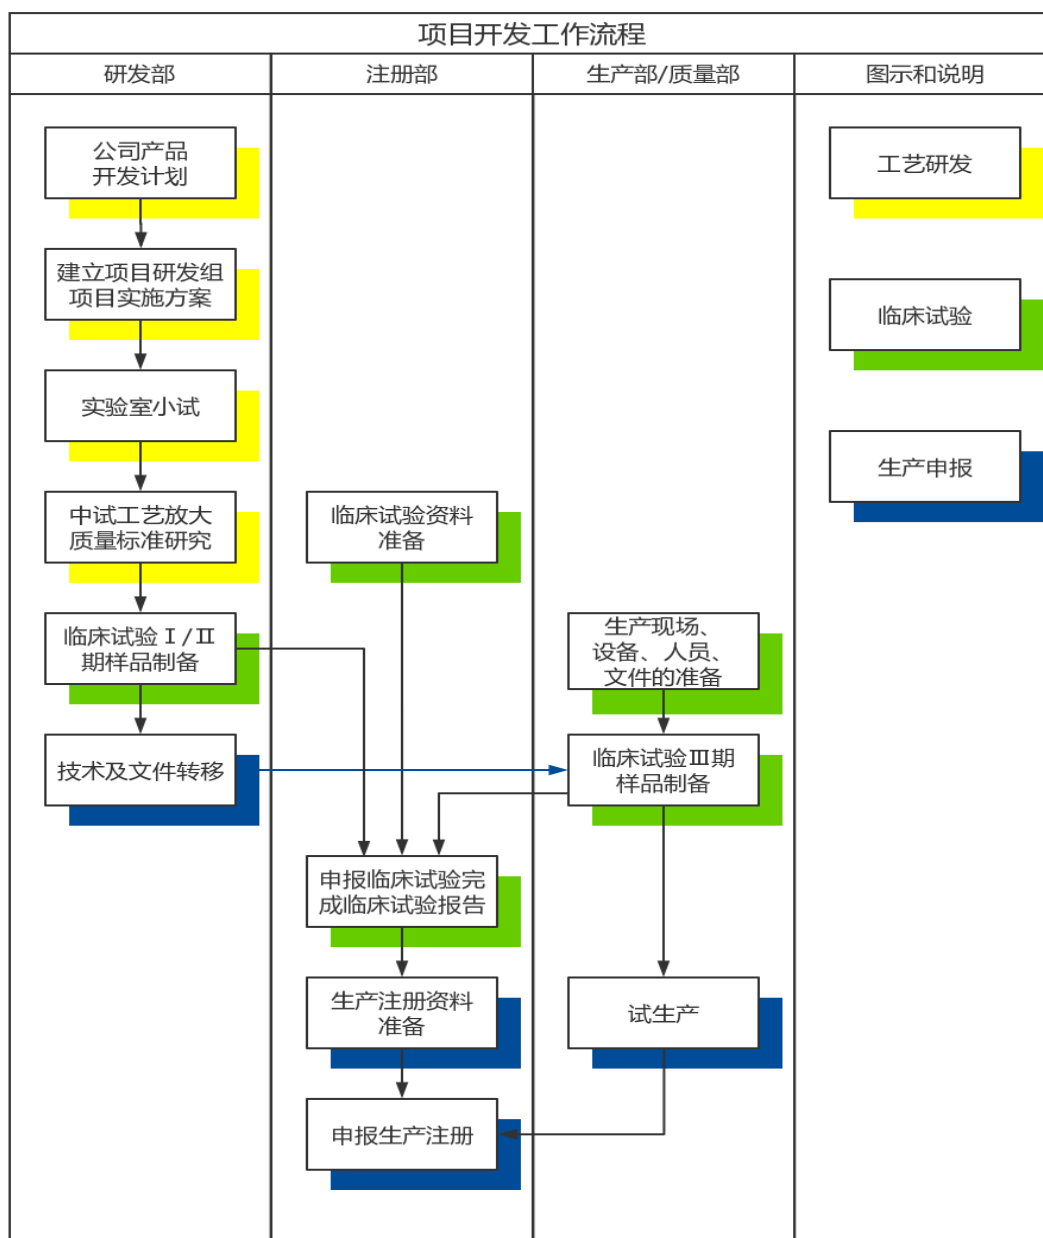 项目开发工作流程
研发部
注册部
生产部/质量部
图示和说明
公司产品
开发计划
工艺研发
建立项目研发组
项目实施方案
临床试验
实验室小试
生产申报
中试工艺放大
质量标准研究
临床试验资料
准备
临床试验Ⅰ/Ⅱ
期样品制备
生产现场、
设备、人员、
文件的准备
技术及文件转移
临床试验Ⅲ期
样品制备
申报临床试验完
成临床试验报告
生产注册资料
准备
试生产
申报生产注册